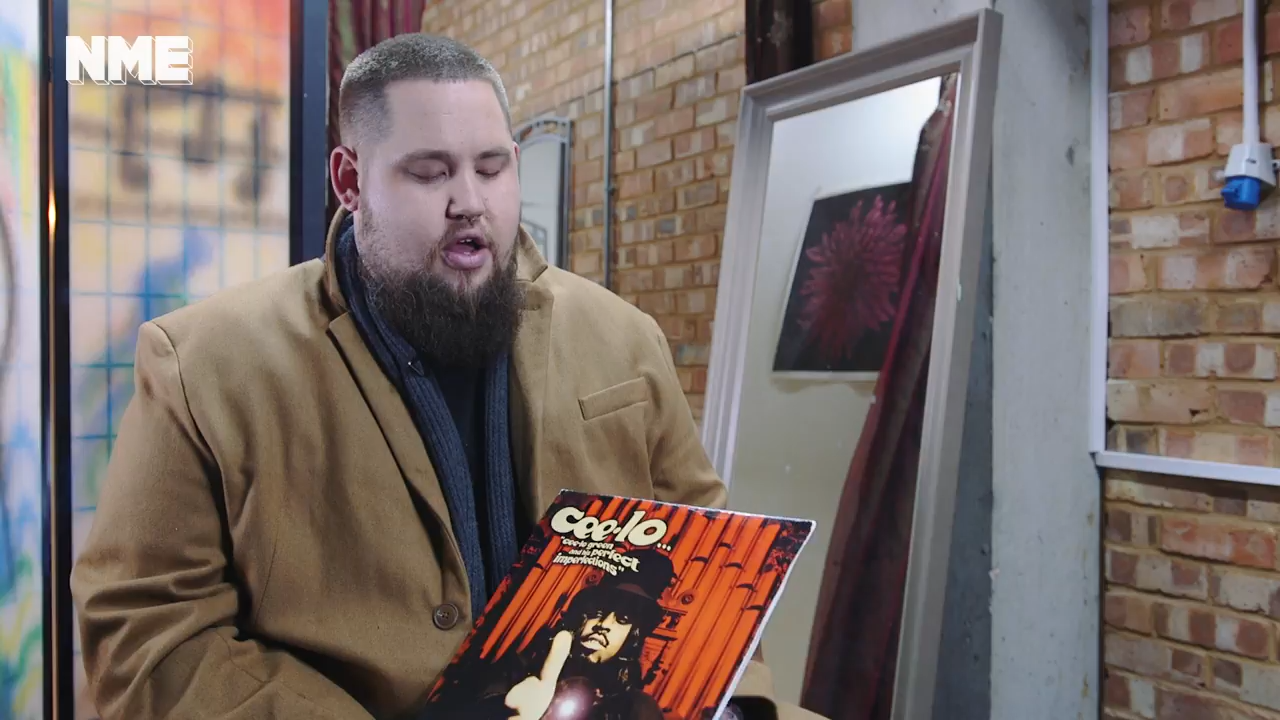 NME
cee-lo...
"cee-lo green
and his perfect
imperfections"